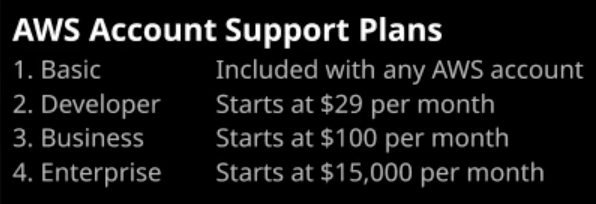 AWS Account Support Plans
1. Basic Included with any AWS account
2. Developer Starts at $29 per month
3. Business Starts at $100 per month
4. Enterprise Starts at $15,000 per month